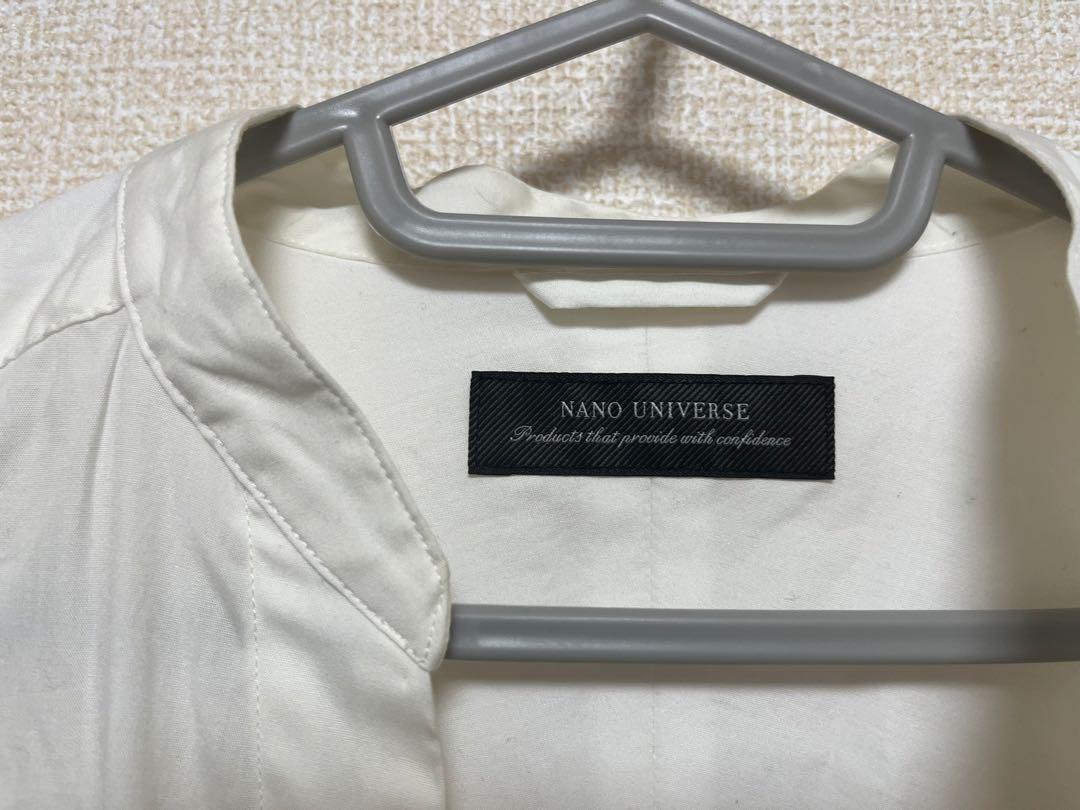 NANO UNIVERSE
Products that provide with confidence